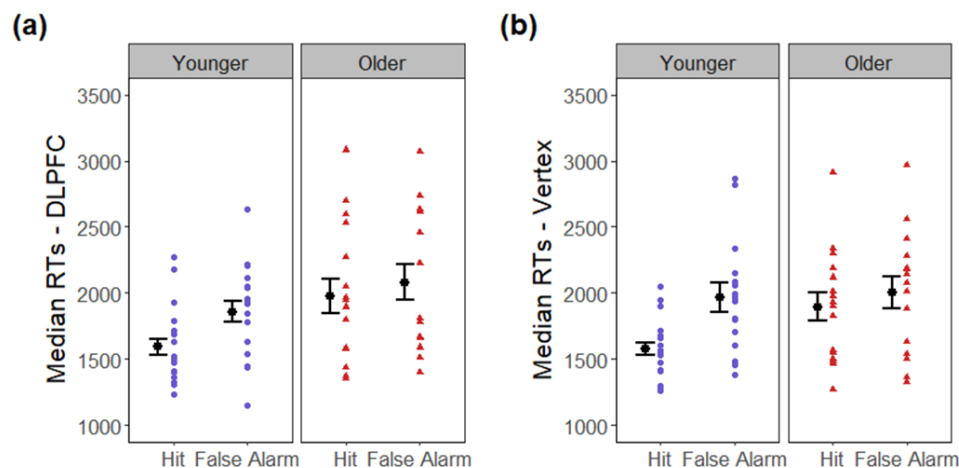 (a)
Younger Older
Median RTs - DLPFC
3500
3000
2500
2000
1500
1000
Hit False Alarm Hit False Alarm
(b)
Younger Older
Median RTs - Vertex
3500
3000
2500
2000
1500
1000
Hit False Alarm Hit False Alarm